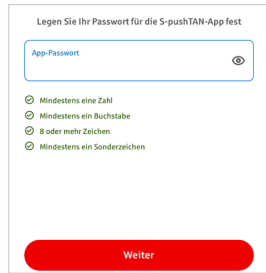 Legen Sie Ihr Passwort für die S-pushTAN-App fest
App-Passwort
Mindestens eine Zahl
Mindestens ein Buchstabe
8 oder mehr Zeichen
Mindestens ein Sonderzeichen
Weiter